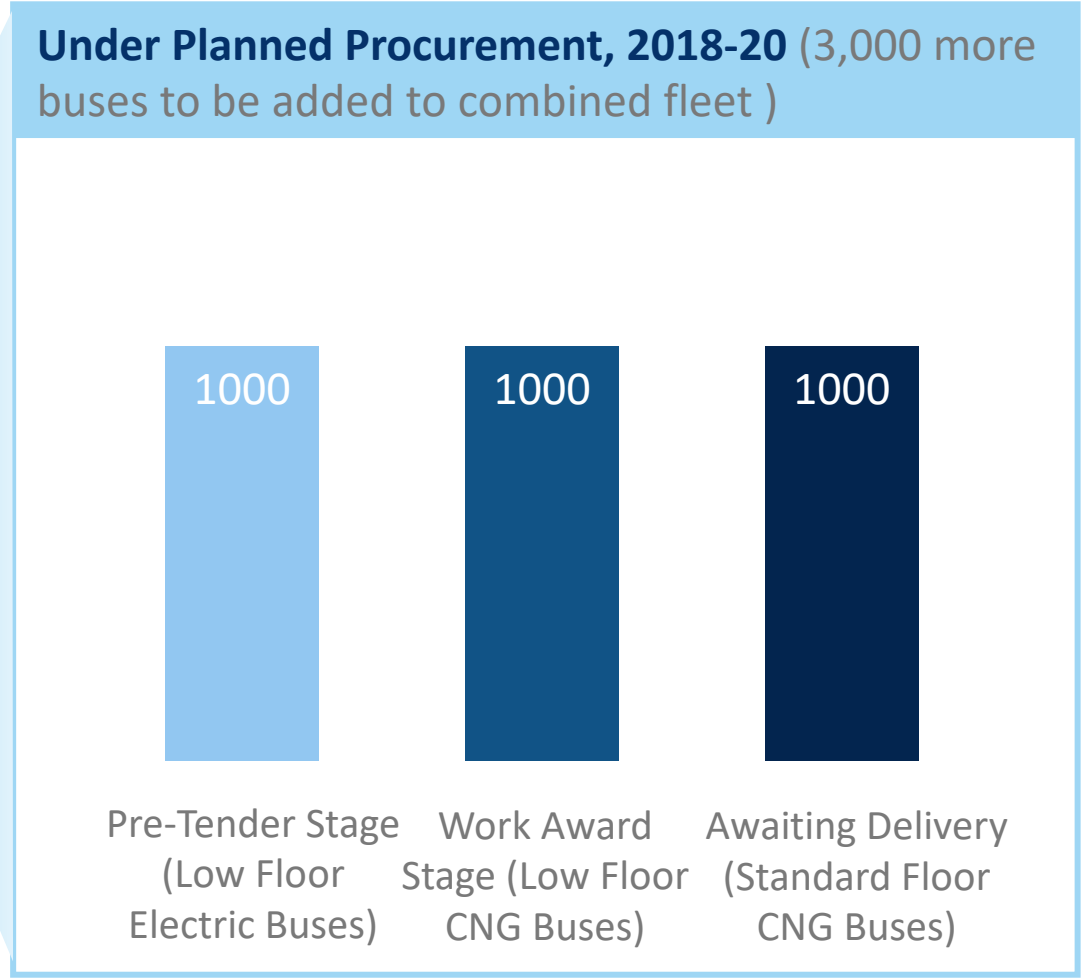 Under Planned Procurement, 2018-20 (3,000 more
buses to be added to combined fleet )
1000
1000
1000
Pre-Tender Stage
(Low Floor
Electric Buses)
Work Award
Stage (Low Floor
CNG Buses)
Awaiting Delivery
(Standard Floor
CNG Buses)